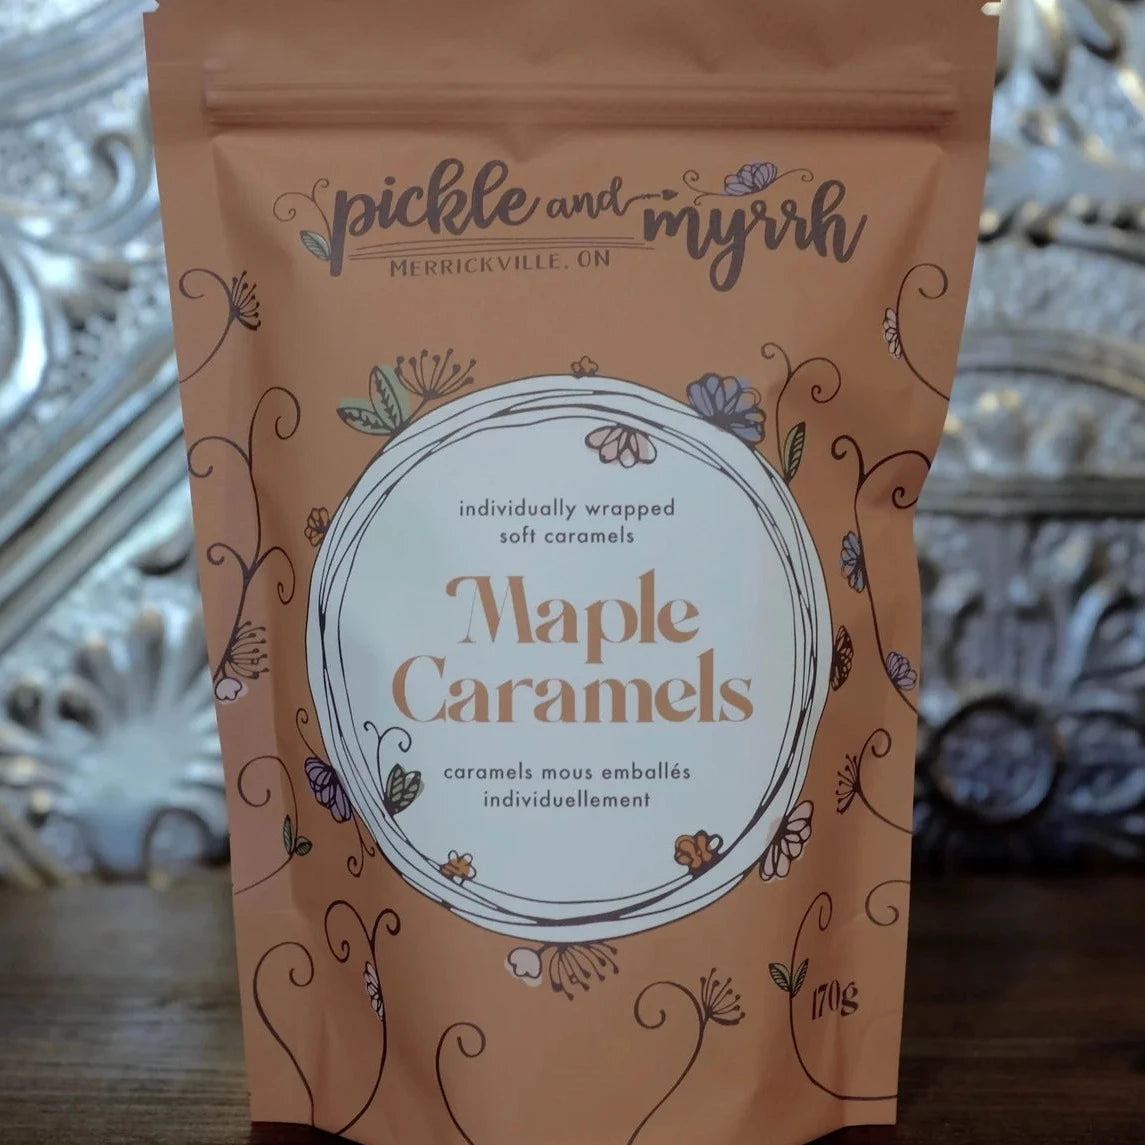 pickle and myrrh
MERRICKVILLE, ON
individually wrapped
soft caramels
Maple
Caramels
caramels mous emballés
individuellement
170g